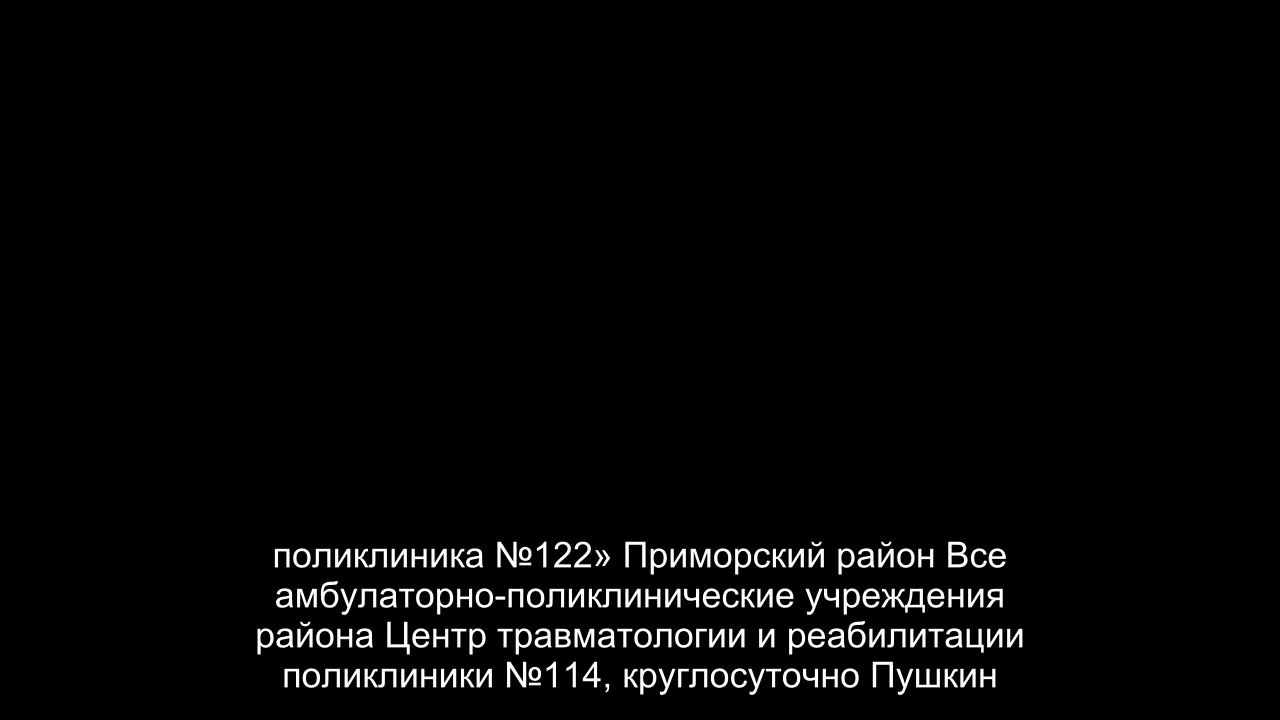 поликлиника №122» Приморский район Все
амбулаторно-поликлинические учреждения
района Центр травматологии и реабилитации
поликлиники №114, круглосуточно Пушкин